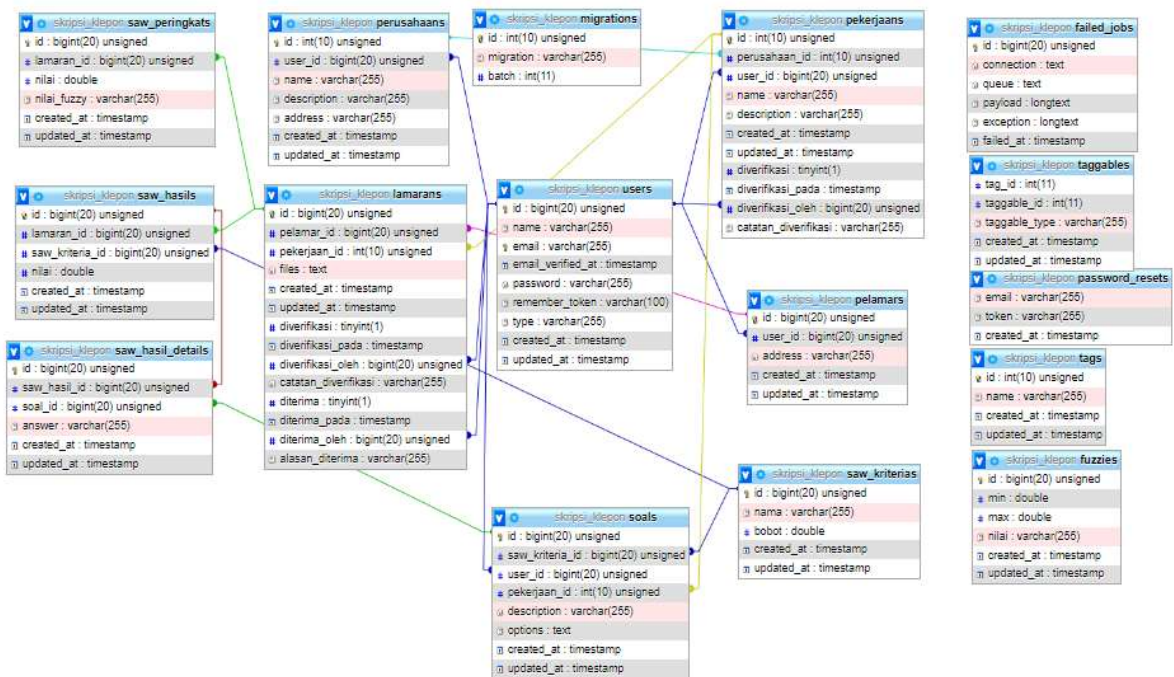 skripsi_klepon saw_peringkats
id : bigint(20) unsigned
lamaran_id : bigint(20) unsigned
nilai : double
nilai_fuzzy : varchar(255)
created_at : timestamp
updated_at : timestamp
skripsi_klepon perusahaans
id : int(10) unsigned
user_id : bigint(20) unsigned
name : varchar(255)
description : varchar(255)
address : varchar(255)
created_at : timestamp
updated_at : timestamp
skripsi_klepon migrations
id : int(10) unsigned
migration : varchar(255)
batch : int(11)
skripsi_klepon pekerjaans
id : int(10) unsigned
perusahaan_id : int(10) unsigned
user_id : bigint(20) unsigned
name : varchar(255)
description : varchar(255)
created_at : timestamp
updated_at : timestamp
diverifikasi : tinyint(1)
diverifikasi_pada : timestamp
diverifikasi_oleh : bigint(20) unsigned
catatan_diverifikasi : varchar(255)
skripsi_klepon failed_jobs
id : bigint(20) unsigned
connection : text
queue : text
payload : longtext
exception : longtext
failed_at : timestamp
skripsi_klepon taggables
tag_id : int(11)
taggable_id : int(11)
taggable_type : varchar(255)
created_at : timestamp
updated_at : timestamp
skripsi_klepon saw_hasils
id : bigint(20) unsigned
lamaran_id : bigint(20) unsigned
saw_kriteria_id : bigint(20) unsigned
nilai : double
created_at : timestamp
updated_at : timestamp
skripsi_klepon lamarans
id : bigint(20) unsigned
pelamar_id : bigint(20) unsigned
pekerjaan_id : int(10) unsigned
files : text
created_at : timestamp
updated_at : timestamp
diverifikasi : tinyint(1)
diverifikasi_pada : timestamp
diverifikasi_oleh : bigint(20) unsigned
catatan_diverifikasi : varchar(255)
diterima : tinyint(1)
diterima_pada : timestamp
diterima_oleh : bigint(20) unsigned
alasan_diterima : varchar(255)
skripsi_klepon users
id : bigint(20) unsigned
name : varchar(255)
email : varchar(255)
email_verified_at : timestamp
password : varchar(255)
remember_token : varchar(100)
type : varchar(255)
created_at : timestamp
updated_at : timestamp
skripsi_klepon pelamars
id : bigint(20) unsigned
user_id : bigint(20) unsigned
address : varchar(255)
created_at : timestamp
updated_at : timestamp
skripsi_klepon password_resets
email : varchar(255)
token : varchar(255)
created_at : timestamp
skripsi_klepon tags
id : int(10) unsigned
name : varchar(255)
created_at : timestamp
updated_at : timestamp
skripsi_klepon saw_hasil_details
id : bigint(20) unsigned
saw_hasil_id : bigint(20) unsigned
soal_id : bigint(20) unsigned
answer : varchar(255)
created_at : timestamp
updated_at : timestamp
skripsi_klepon soals
id : bigint(20) unsigned
saw_kriteria_id : bigint(20) unsigned
user_id : bigint(20) unsigned
pekerjaan_id : int(10) unsigned
description : varchar(255)
options : text
created_at : timestamp
updated_at : timestamp
skripsi_klepon saw_kriterias
id : bigint(20) unsigned
nama : varchar(255)
bobot : double
created_at : timestamp
updated_at : timestamp
skripsi_klepon fuzzies
id : bigint(20) unsigned
min : double
max : double
nilai : varchar(255)
created_at : timestamp
updated_at : timestamp